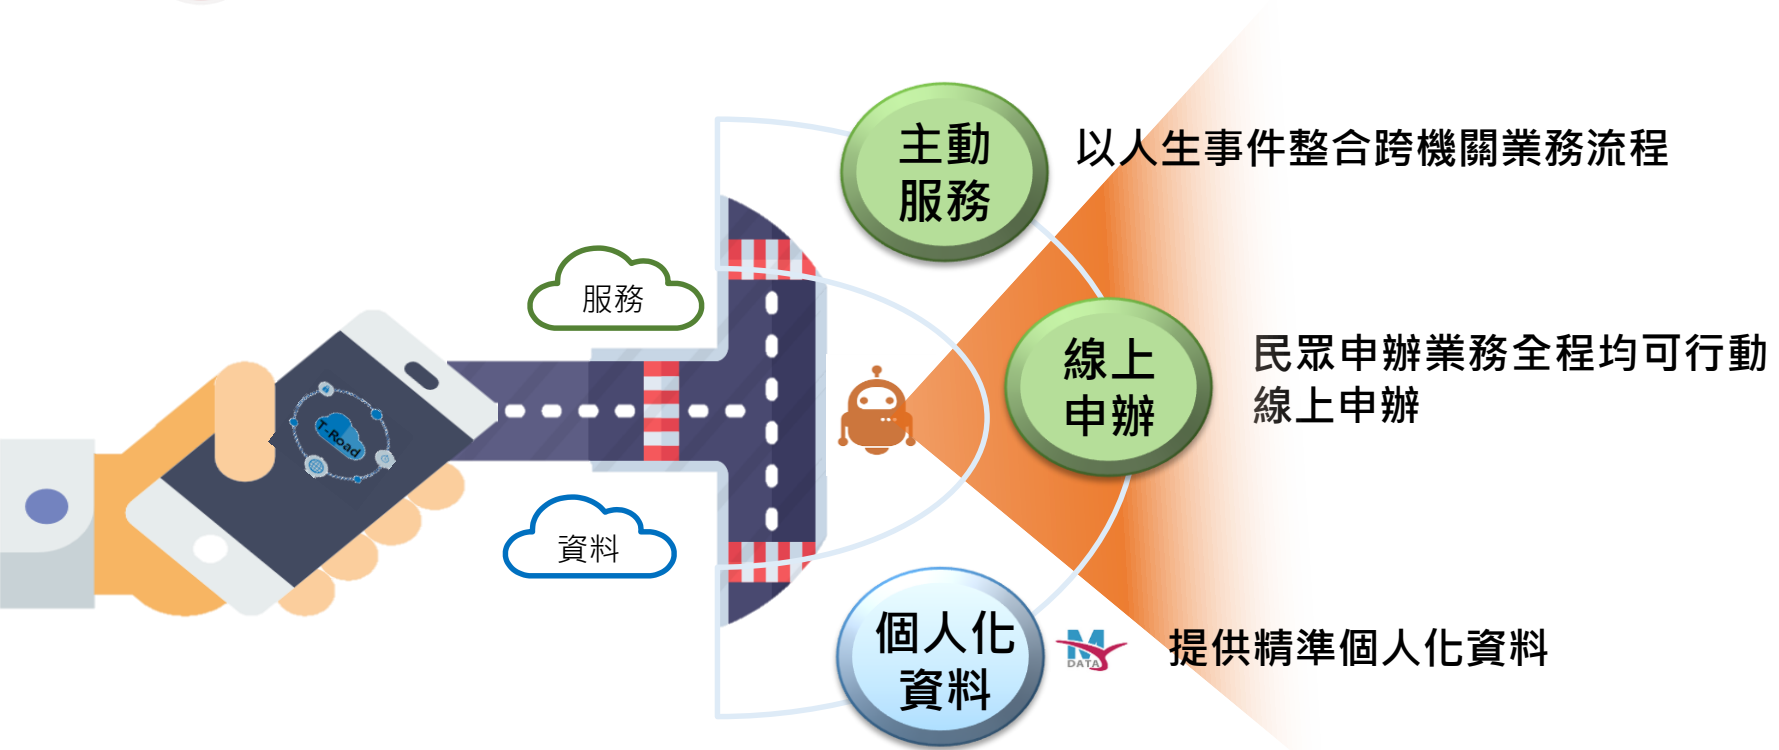 主動
服務
以人生事件整合跨機關業務流程
服務
線上
申辦
民眾申辦業務全程均可行動
線上申辦
T-Road
資料
個人化
資料
MY
DATA
提供精準個人化資料